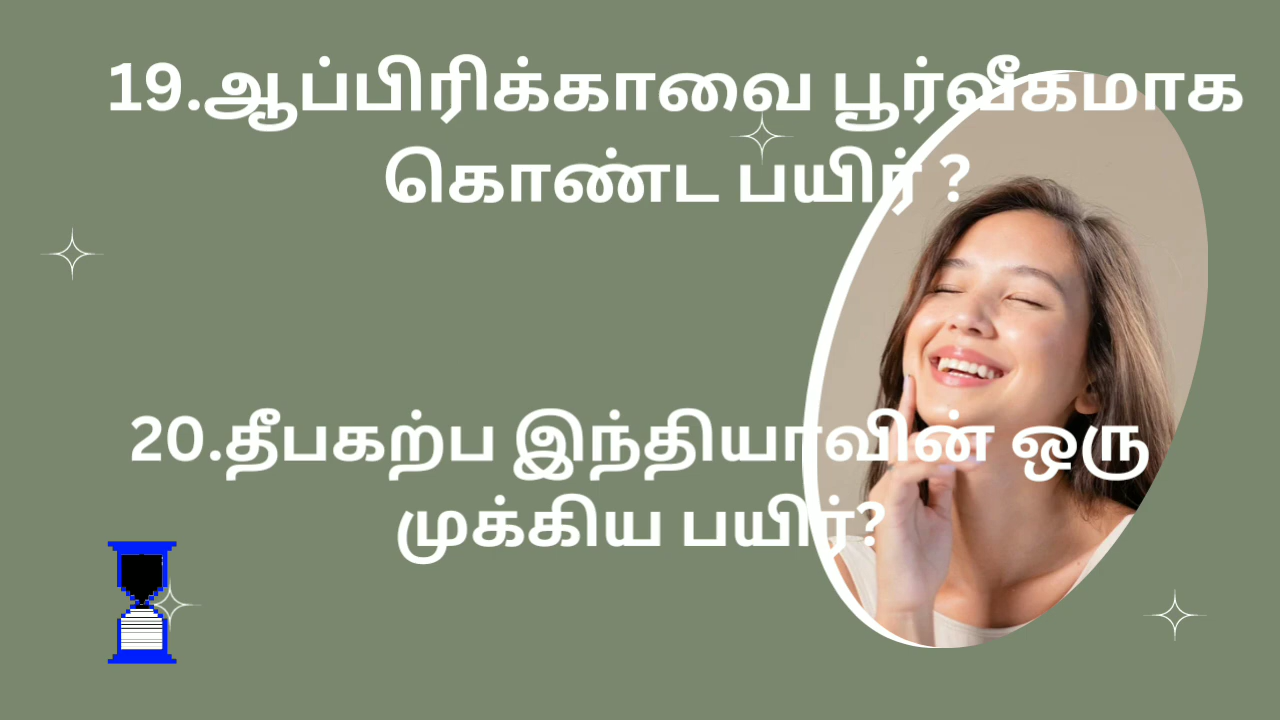 19.ஆப்பிரிக்காவை பூர்வீகமாக
கொண்ட பயிர் ?
20.தீபகற்ப இந்தியாவின் ஒரு
முக்கிய பயிர்?